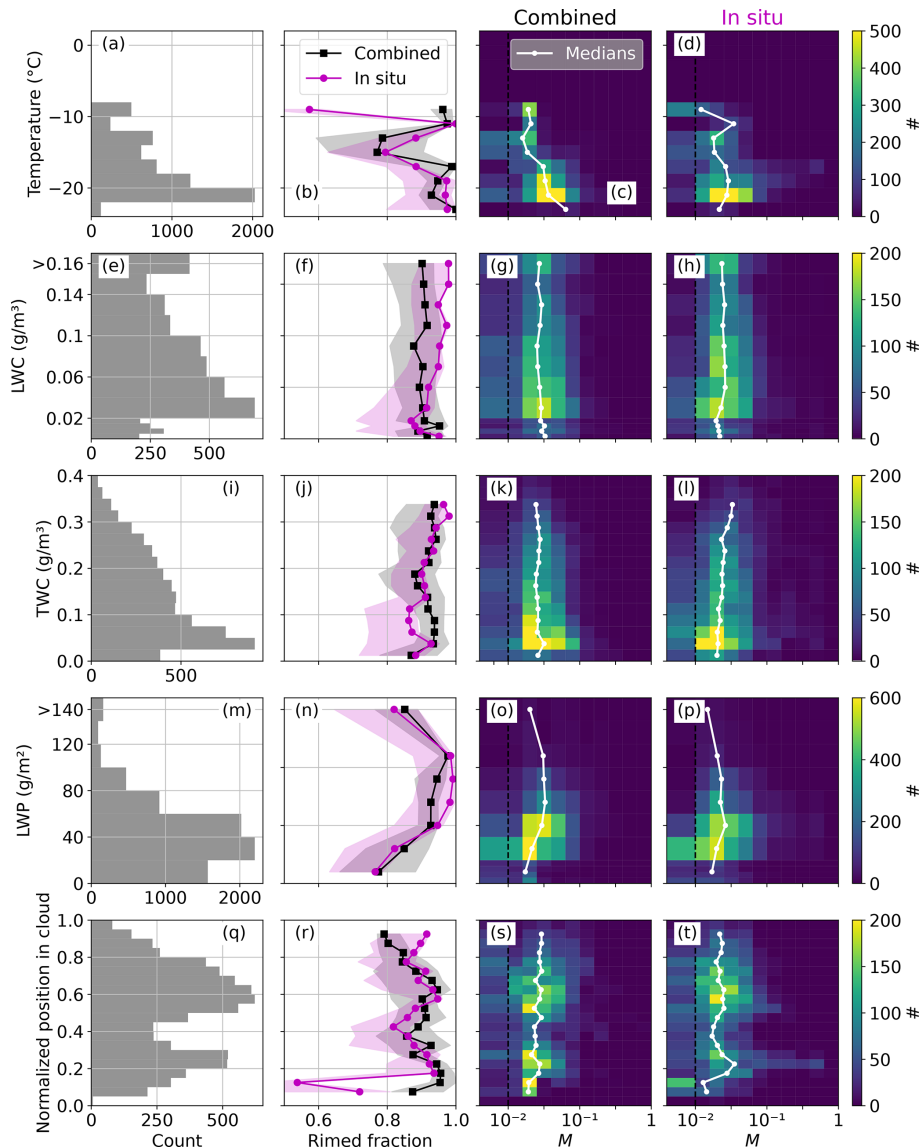 Combined
In situ
(a)
(b)
Combined
In situ
(c)
Medians
(d)
Temperature (°C)
0
−10
−20
0
1000
2000
500
400
300
200
100
0
#
(e)
(f)
(g)
(h)
LWC (g/m³)
>0.16
0.14
0.1
0.06
0.02
250
500
200
150
100
50
0
#
(i)
(j)
(k)
(l)
TWC (g/m³)
0.4
0.3
0.2
0.1
0.0
500
200
150
100
50
0
#
(m)
(n)
(o)
(p)
LWP (g/m²)
>140
120
80
40
0
0
1000
2000
600
400
200
0
#
(q)
(r)
(s)
(t)
Normalized position in cloud
1.0
0.8
0.6
0.4
0.2
0.0
0
250
500
Count
0.6
0.8
1.0
Rimed fraction
10⁻²
10⁻¹
1
M
10⁻²
10⁻¹
1
M
200
150
100
50
0
#